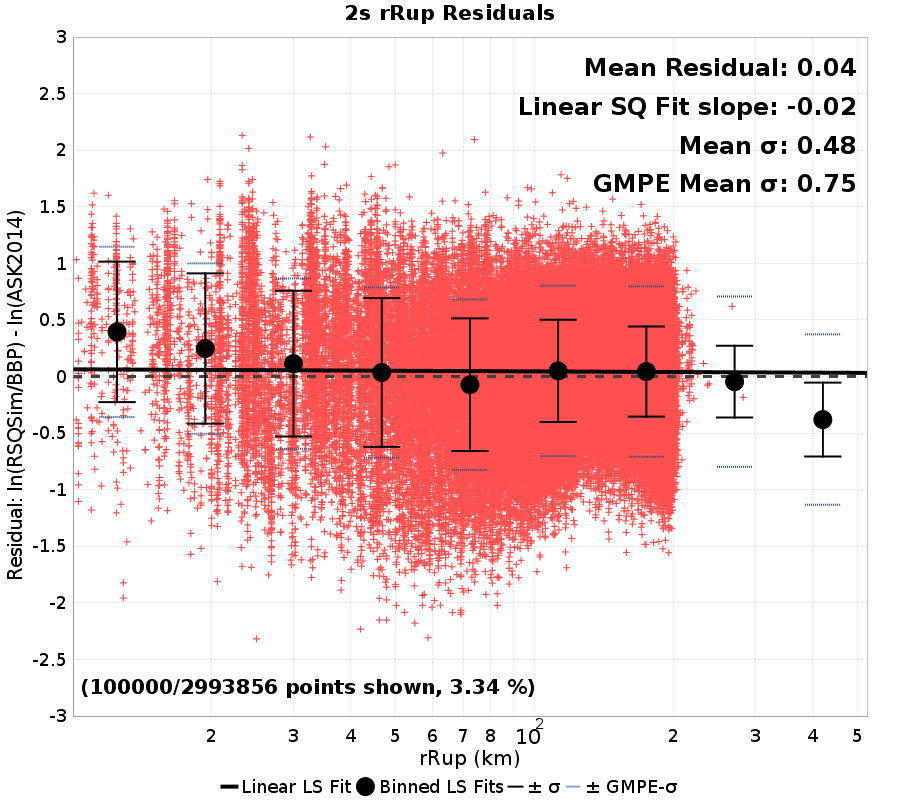 2s rRup Residuals
Mean Residual: 0.04
Linear SQ Fit slope: -0.02
Mean σ: 0.48
GMPE Mean σ: 0.75
Residual: ln(RSQSim/BBP) - ln(ASK2014)
3
2.5
2
1.5
1
0.5
0
-0.5
-1
-1.5
-2
-2.5
-3
(100000/2993856 points shown, 3.34 %)
2 3 4 5 6 7 8 10² 2 3 4 5
rRup (km)
Linear LS Fit Binned LS Fits ± σ ± GMPE-σ